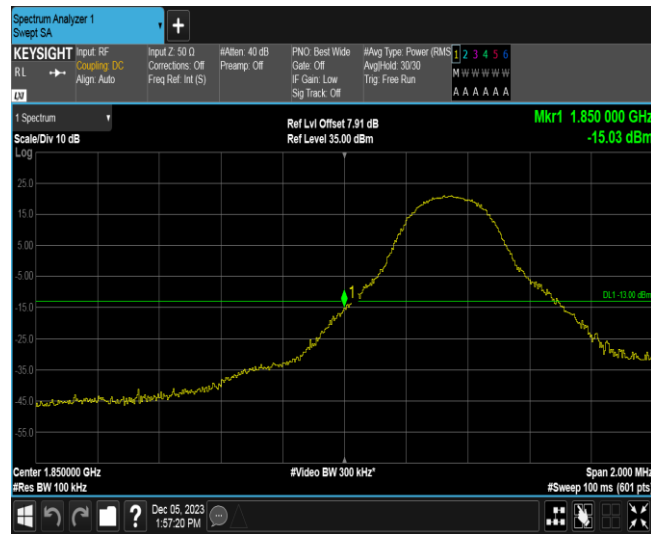 Spectrum Analyzer 1
Swept SA
+
KEYSIGHT
RL
LXI
Input: RF
Coupling: DC
Align: Auto
Input Z: 50 Ω
Corrections: Off
Freq Ref: Int (S)
#Atten: 40 dB
Preamp: Off
PNO: Best Wide
Gate: Off
IF Gain: Low
Sig Track: Off
#Avg Type: Power (RMS
Avg|Hold: 30/30
Trig: Free Run
1 2 3 4 5 6
M W W W W W
A A A A A A
1 Spectrum
Scale/Div 10 dB
Log
Ref Lvl Offset 7.91 dB
Ref Level 35.00 dBm
Mkr1 1.850 000 GHz
-15.03 dBm
25.0
15.0
5.00
-5.00
-15.0
-25.0
-35.0
-45.0
-55.0
1
DL1 -13.00 dBm
Center 1.850000 GHz
#Res BW 100 kHz
#Video BW 300 kHz*
Span 2.000 MHz
#Sweep 100 ms (601 pts
?
Dec 05, 2023
1:57:20 PM